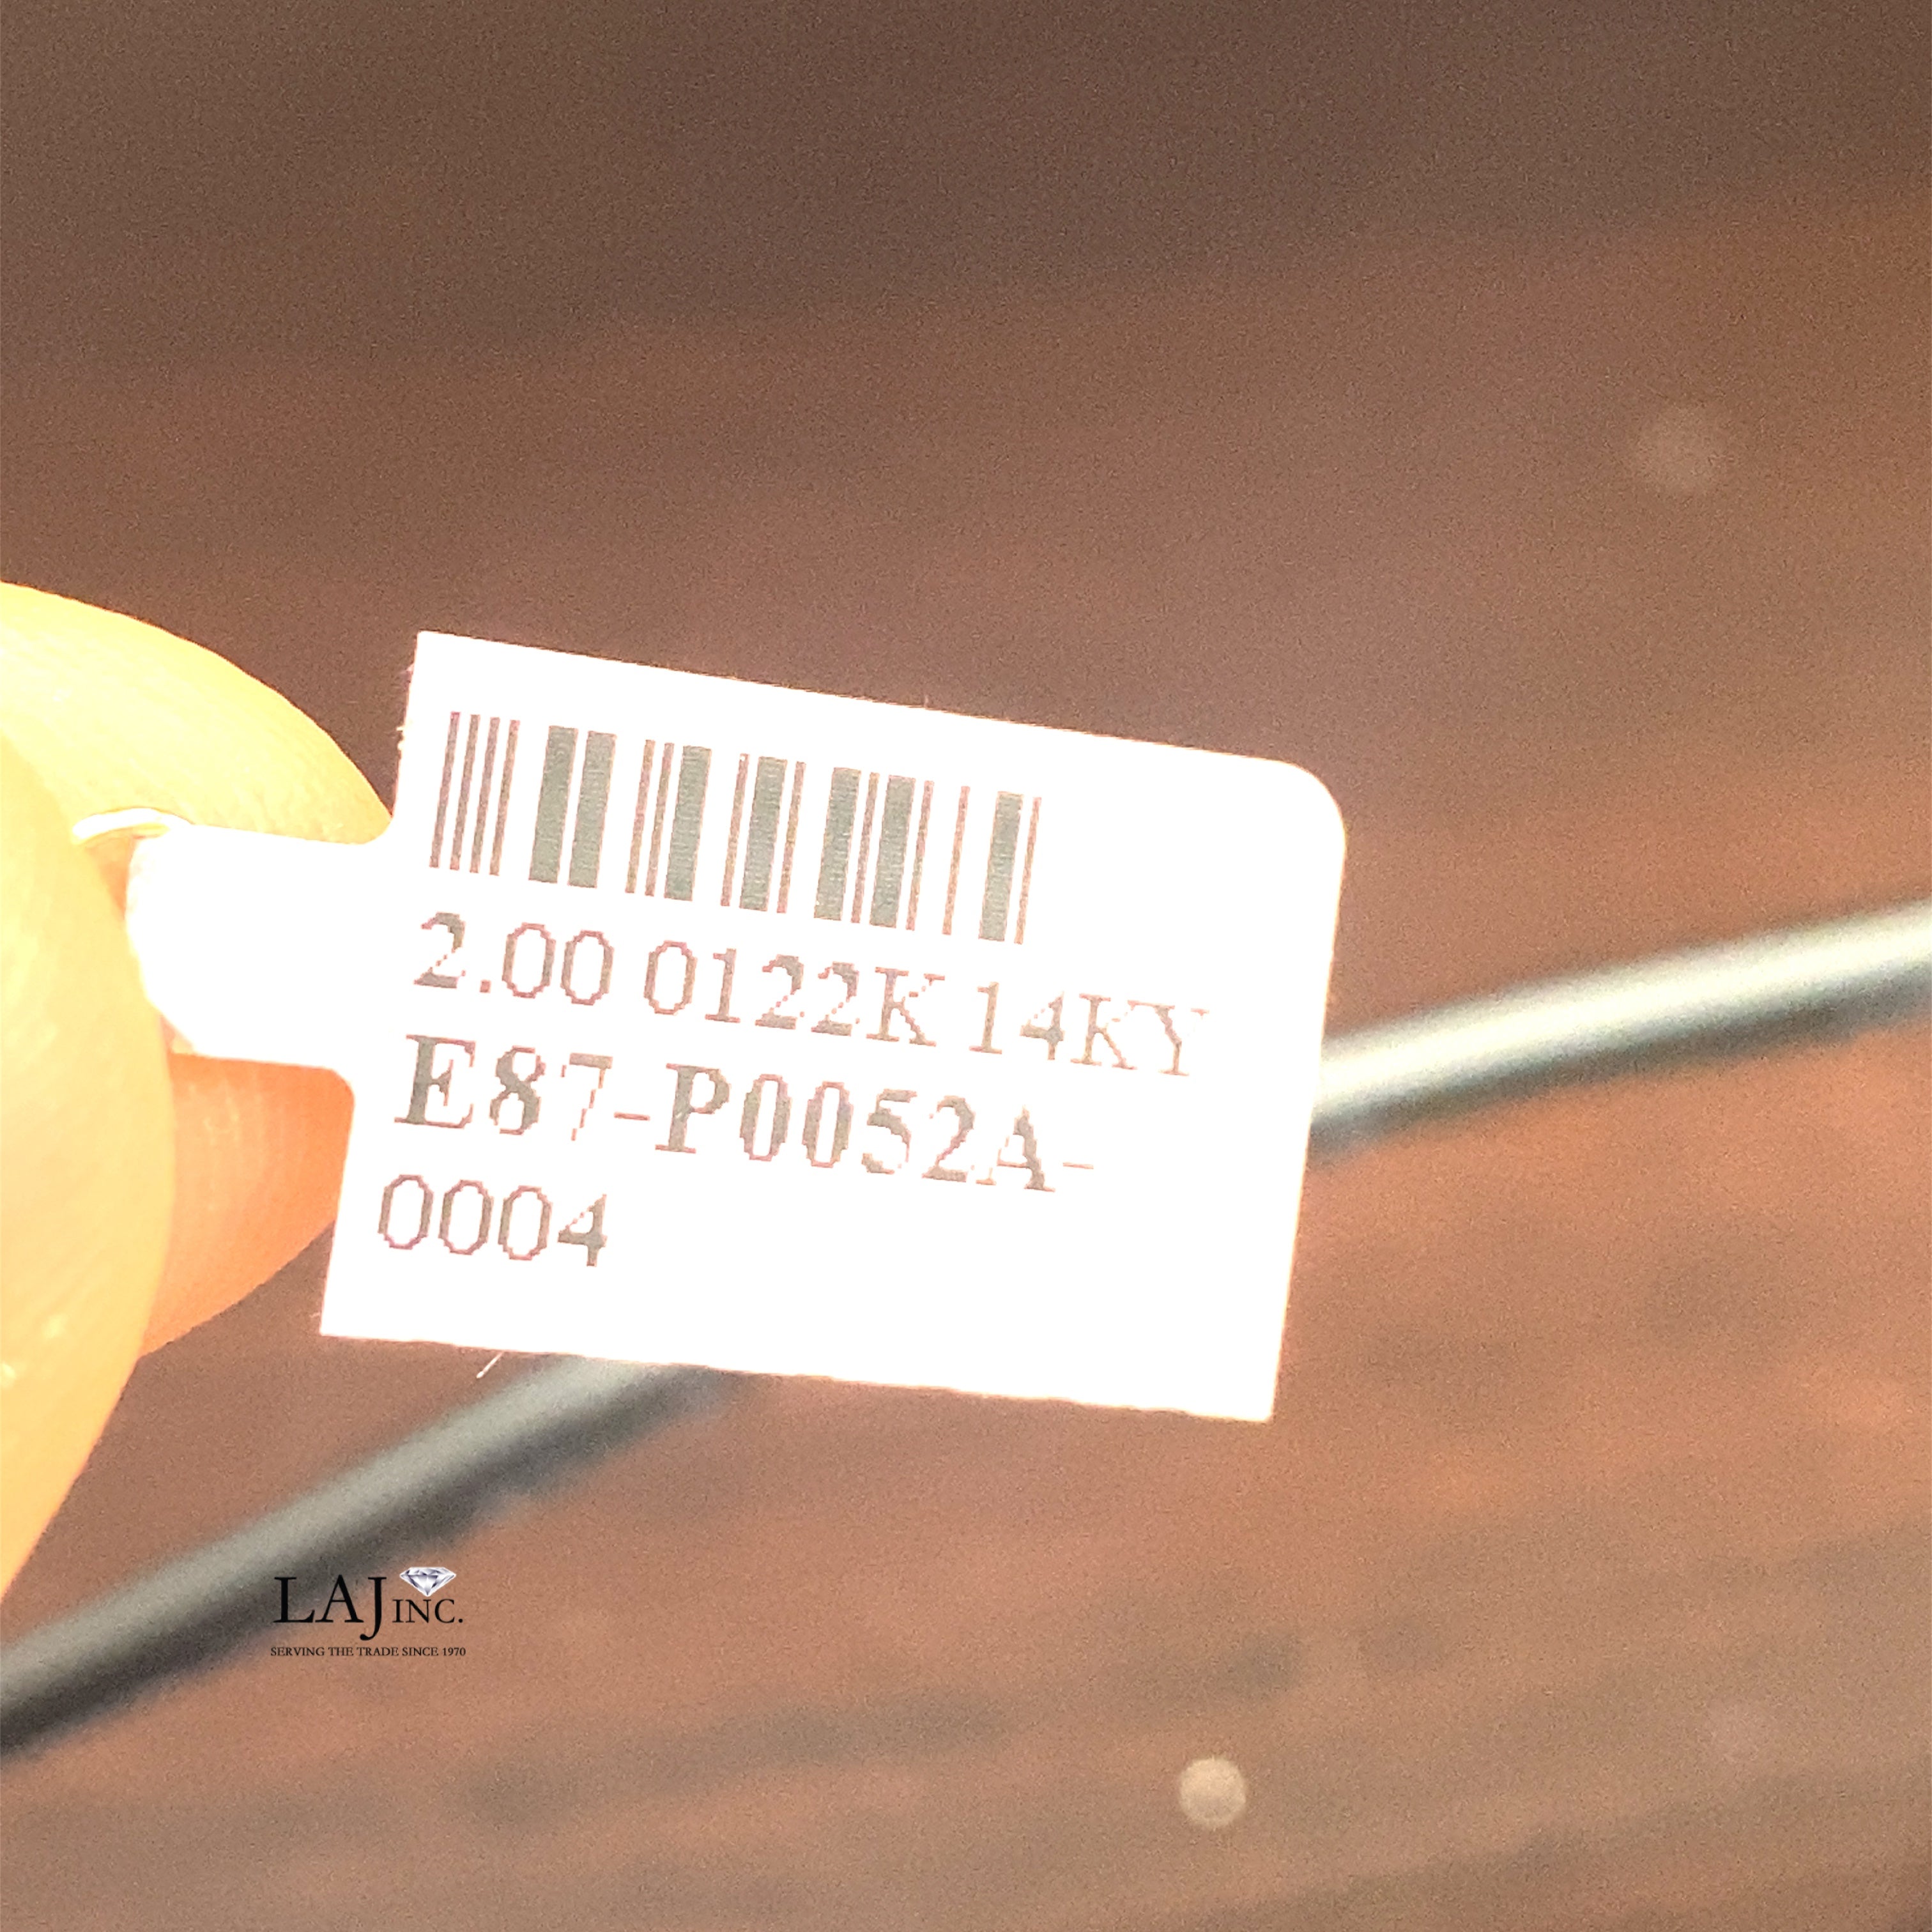 2.00 0122K 14KY
E87-P0052A-
0004
LAJ INC.
SERVING THE TRADE SINCE 1970